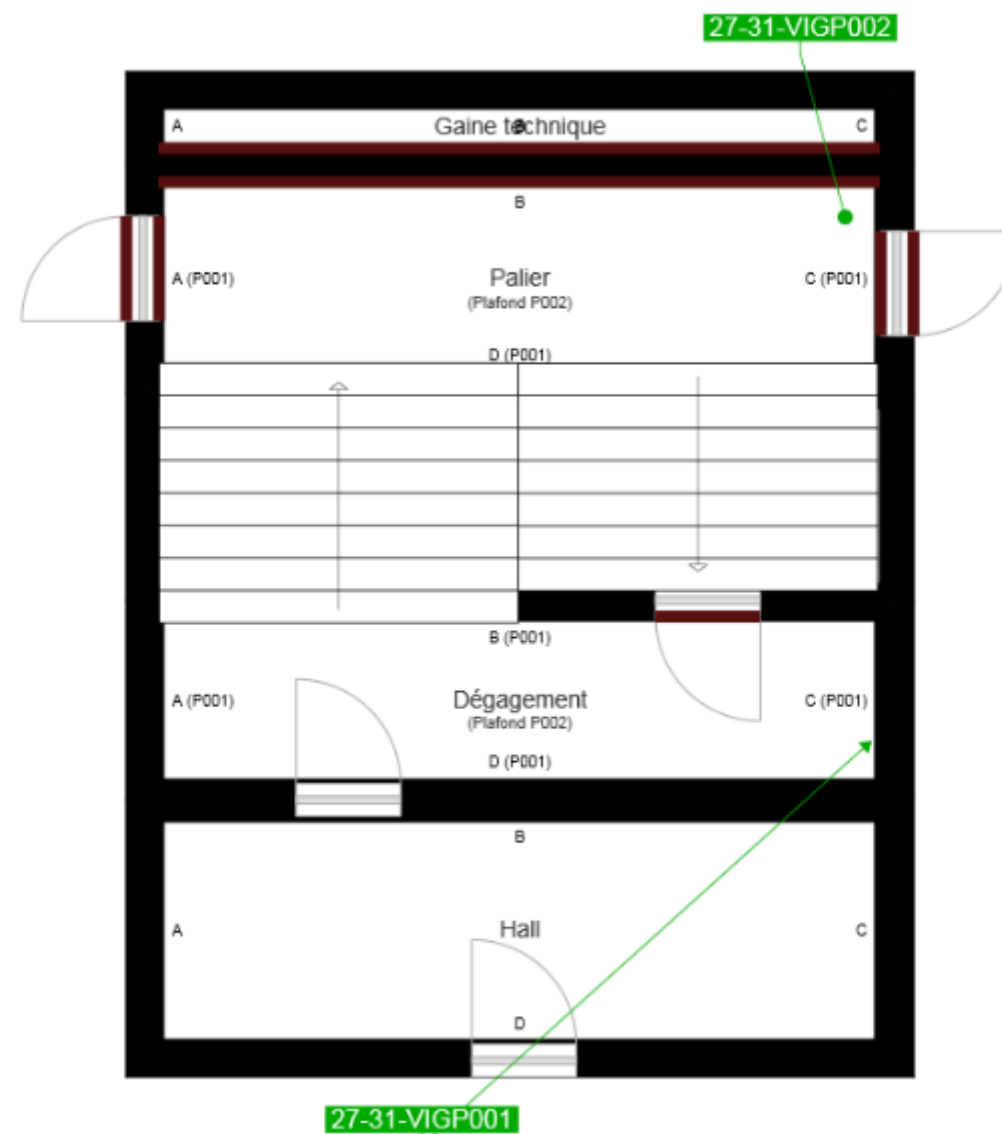 27-31-VIGP002
A Gaine technique C
B
A (P001) Palier C (P001)
(Plafond P002)
D (P001)
B (P001)
A (P001) Dégagement C (P001)
(Plafond P002)
D (P001)
B
A Hall C
D
27-31-VIGP001